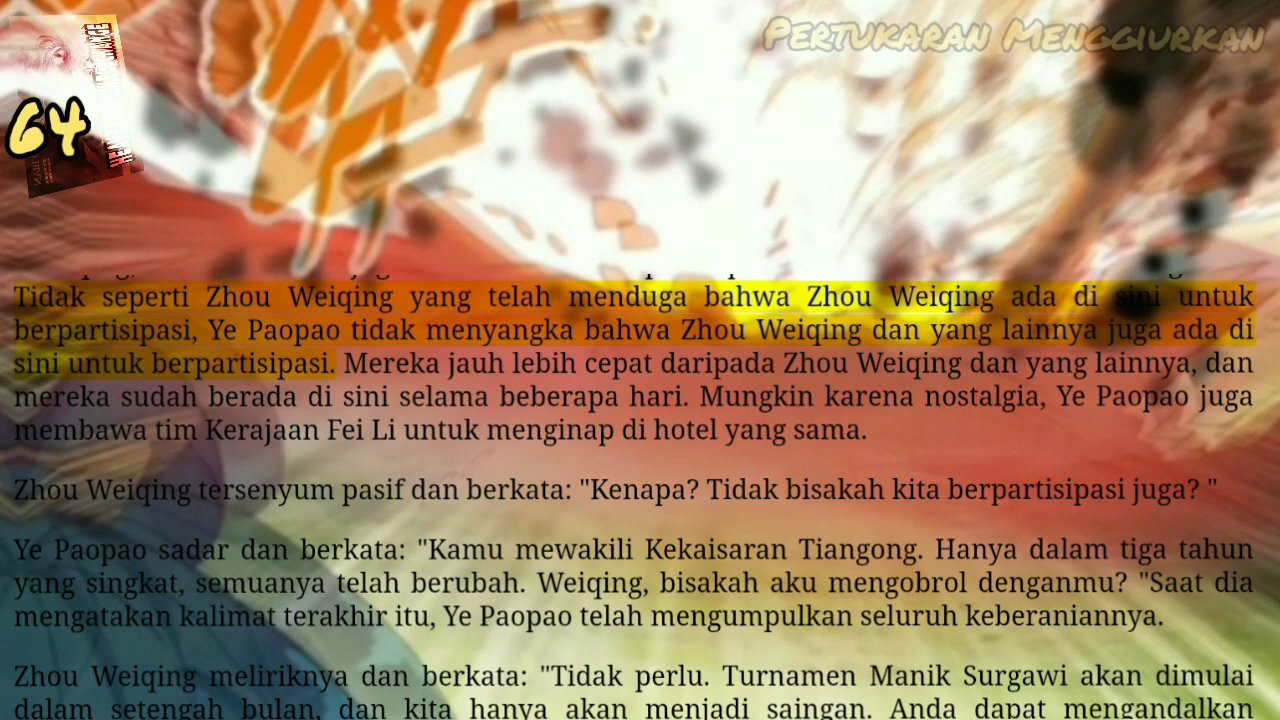 PERTUKARAN MENGGIURKAN
64
Tidak seperti Zhou Weiqing yang telah menduga bahwa Zhou Weiqing ada di sini untuk
berpartisipasi, Ye Paopao tidak menyangka bahwa Zhou Weiqing dan yang lainnya juga ada di
sini untuk berpartisipasi. Mereka jauh lebih cepat daripada Zhou Weiqing dan yang lainnya, dan
mereka sudah berada di sini selama beberapa hari. Mungkin karena nostalgia, Ye Paopao juga
membawa tim Kerajaan Fei Li untuk menginap di hotel yang sama.
Zhou Weiqing tersenyum pasif dan berkata: "Kenapa? Tidak bisakah kita berpartisipasi juga? "
Ye Paopao sadar dan berkata: "Kamu mewakili Kekaisaran Tiangong. Hanya dalam tiga tahun
yang singkat, semuanya telah berubah. Weiqing, bisakah aku mengobrol denganmu? "Saat dia
mengatakan kalimat terakhir itu, Ye Paopao telah mengumpulkan seluruh keberaniannya.
Zhou Weiqing meliriknya dan berkata: "Tidak perlu. Turnamen Manik Surgawi akan dimulai
dalam setengah bulan, dan kita hanya akan menjadi saingan. Anda dapat mengandalkan